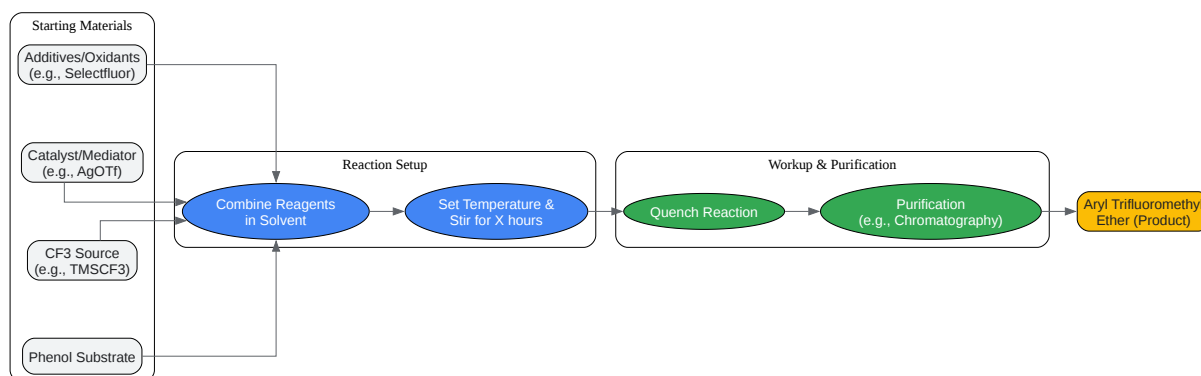 Starting Materials
Additives/Oxidants
(e.g., Selectfluor)
Catalyst/Mediator
(e.g., AgOTf)
CF3 Source
(e.g., TMSCF3)
Phenol Substrate
Reaction Setup
Combine Reagents
in Solvent
Set Temperature &
Stir for X hours
Workup & Purification
Quench Reaction
Purification
(e.g., Chromatography)
Aryl Trifluoromethyl
Ether (Product)